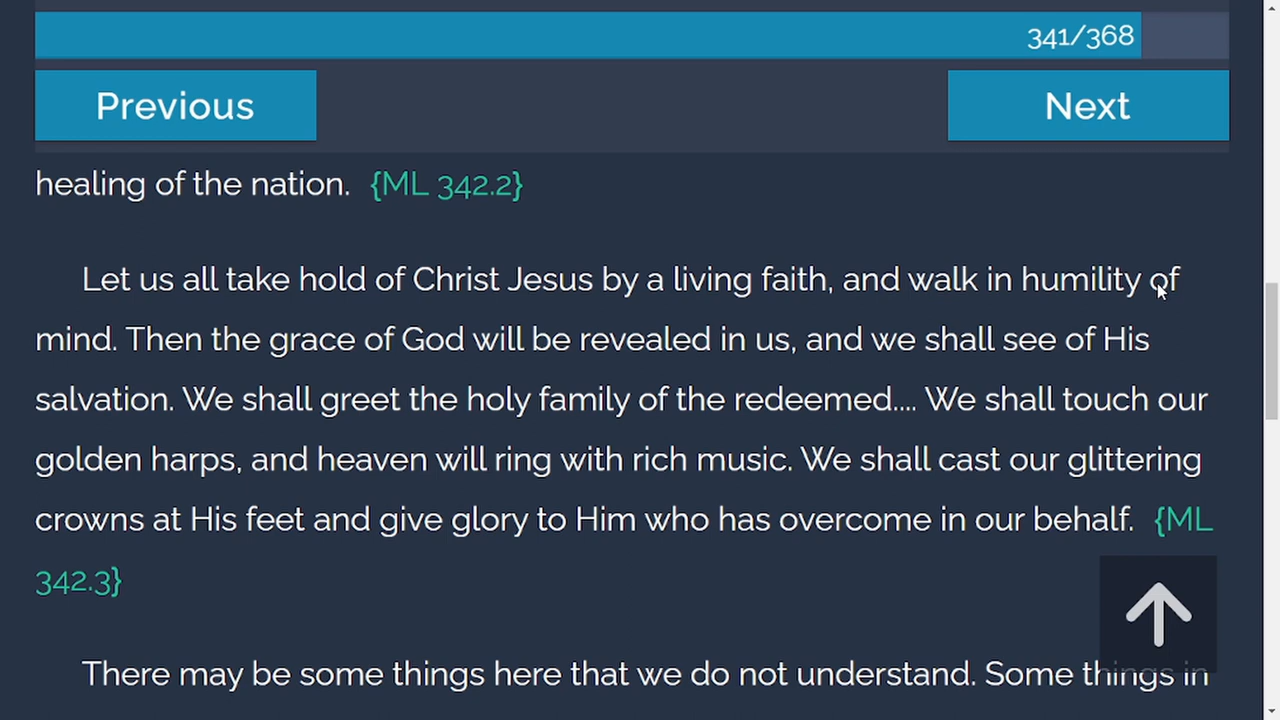 341/368
Previous
Next
healing of the nation. {ML 342.2}
Let us all take hold of Christ Jesus by a living faith, and walk in humility of
mind. Then the grace of God will be revealed in us, and we shall see of His
salvation. We shall greet the holy family of the redeemed.... We shall touch our
golden harps, and heaven will ring with rich music. We shall cast our glittering
crowns at His feet and give glory to Him who has overcome in our behalf. {ML
342.3}
There may be some things here that we do not understand. Some things in